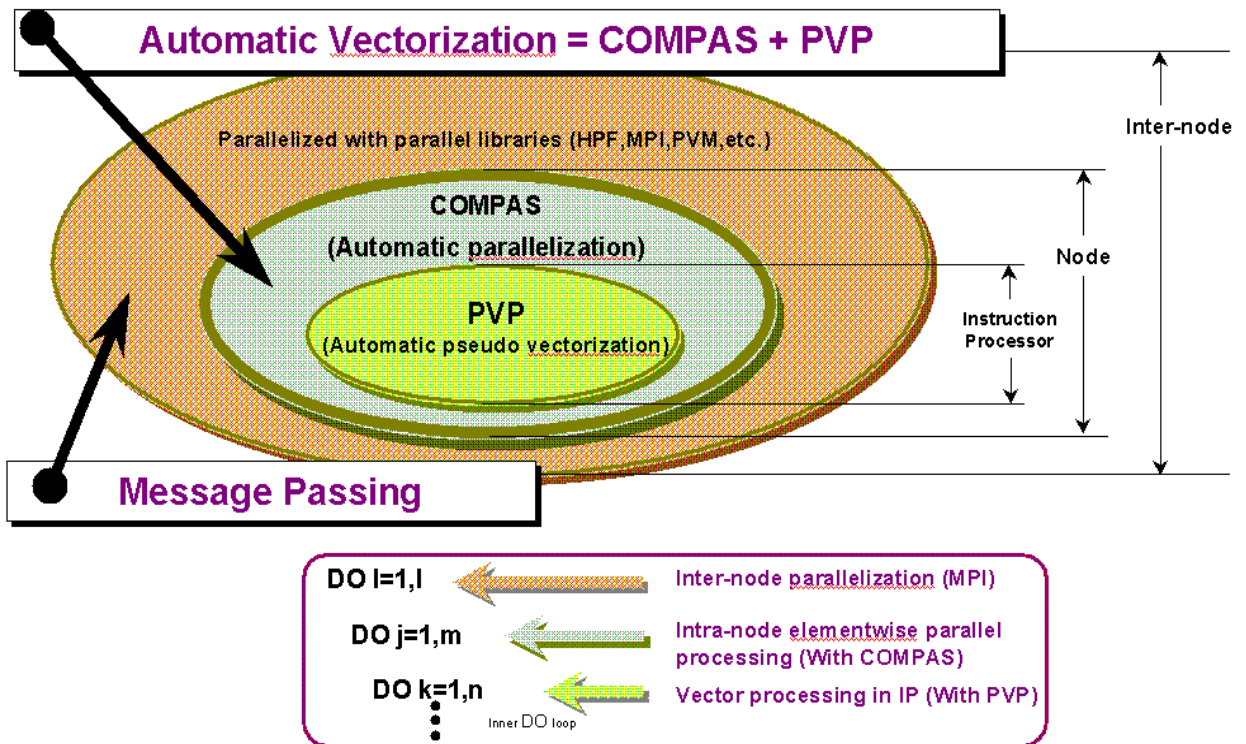 Automatic Vectorization = COMPAS + PVP
Parallelized with parallel libraries (HPF,MPI,PVM,etc.)
Inter-node
COMPAS
(Automatic parallelization)
Node
PVP
(Automatic pseudo vectorization)
Instruction
Processor
Message Passing
DO I=1,l
Inter-node parallelization (MPI)
DO j=1,m
Intra-node elementwise parallel
processing (With COMPAS)
DO k=1,n
Vector processing in IP (With PVP)
Inner DO loop